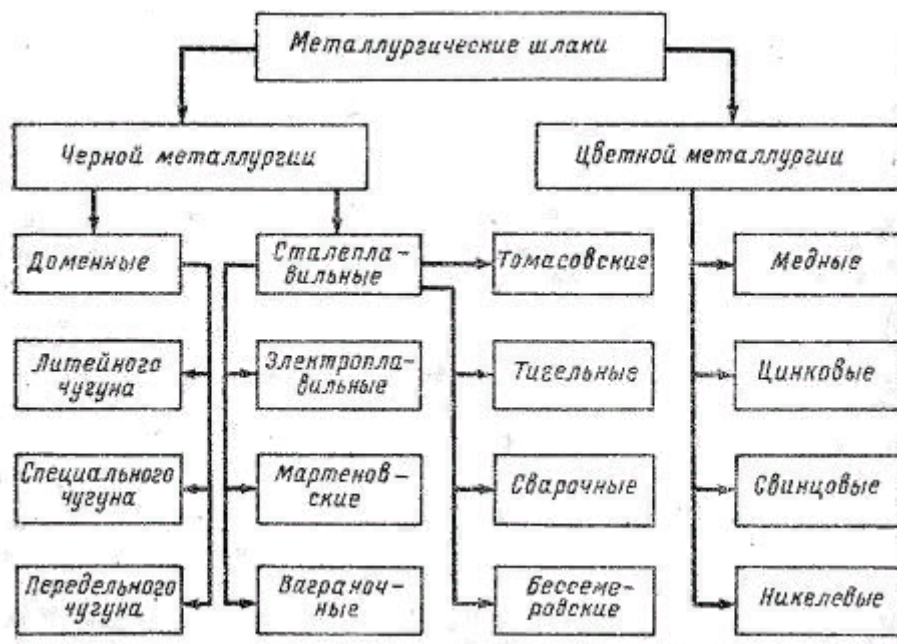 Металлургические шлаки
Черной металлургии
Цветной металлургии
Доменные
Сталепла-
вильные
Томасовские
Медные
Литейного
чугуна
Электропла-
вильные
Тигельные
Цинковые
Специального
чугуна
Мартенов-
ские
Сварочные
Свинцовые
Передельного
чугуна
Ваграноч-
ные
Бессеме-
ровские
Никелевые